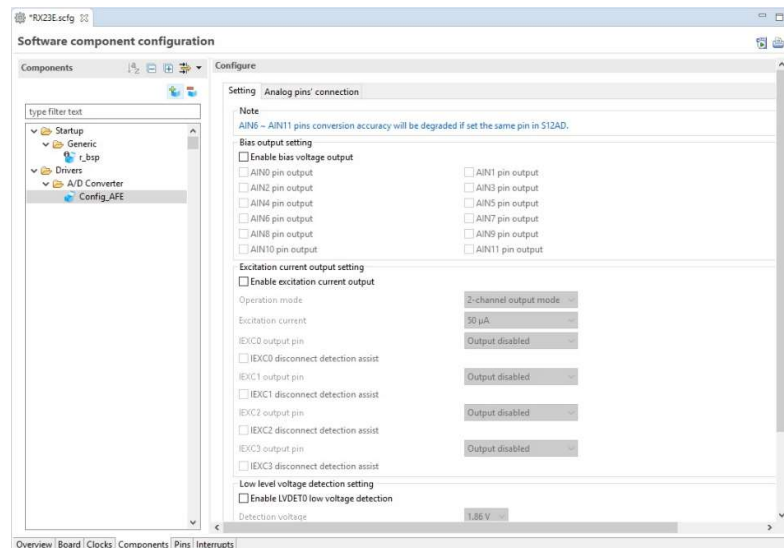 *RX23E.scfg
Software component configuration
Components
type filter text
Startup
Generic
r_bsp
Drivers
A/D Converter
Config_AFE
Configure
Setting Analog pins' connection
Note
AIN6 ~ AIN11 pins conversion accuracy will be degraded if set the same pin in S12AD.
Bias output setting
Enable bias voltage output
AIN0 pin output AIN1 pin output
AIN2 pin output AIN3 pin output
AIN4 pin output AIN5 pin output
AIN6 pin output AIN7 pin output
AIN8 pin output AIN9 pin output
AIN10 pin output AIN11 pin output
Excitation current output setting
Enable excitation current output
Operation mode 2-channel output mode
Excitation current 50 μA
IEXC0 output pin Output disabled
IEXC0 disconnect detection assist
IEXC1 output pin Output disabled
IEXC1 disconnect detection assist
IEXC2 output pin Output disabled
IEXC2 disconnect detection assist
IEXC3 output pin Output disabled
IEXC3 disconnect detection assist
Low level voltage detection setting
Enable LVDET0 low voltage detection
Detection voltage 1.86 V
Overview Board Clocks Components Pins Interrupts